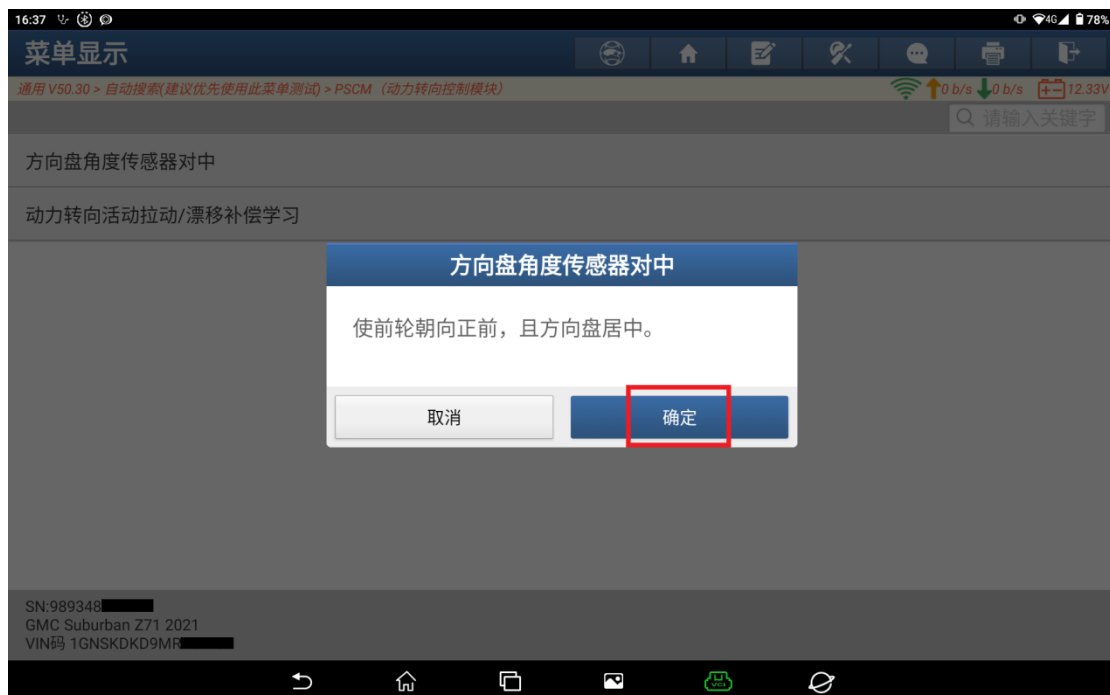 16:37
4G 78%
菜单显示
通用 V50.30 > 自动搜索(建议优先使用此菜单测试) > PSCM（动力转向控制模块）
0 b/s 0 b/s 12.33V
请输入关键字
方向盘角度传感器对中
动力转向活动拉动/漂移补偿学习
方向盘角度传感器对中
使前轮朝向正前，且方向盘居中。
取消
确定
SN:989348
GMC Suburban Z71 2021
VIN码 1GNSKDKD9MR
VCI